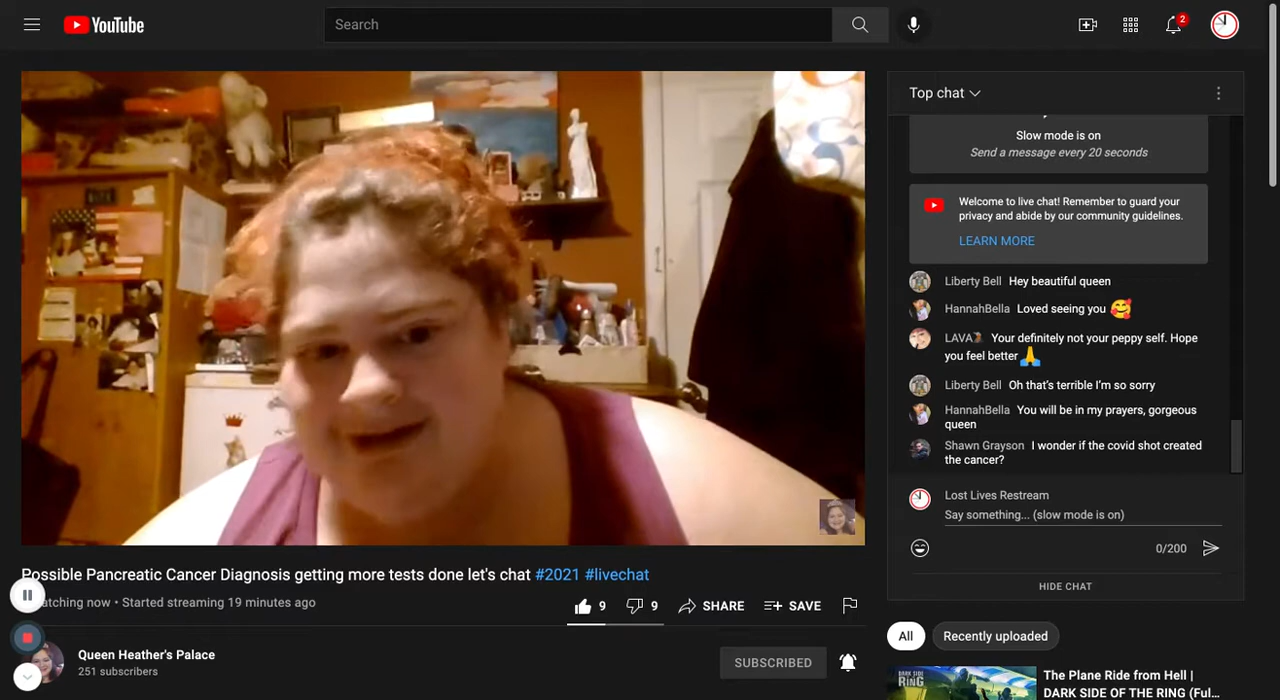 YouTube
Search
2
Top chat
Slow mode is on
Send a message every 20 seconds
Welcome to live chat! Remember to guard your
privacy and abide by our community guidelines.
LEARN MORE
Liberty Bell Hey beautiful queen
HannahBella Loved seeing you 🥰
LAVA Your definitely not your peppy self. Hope
you feel better 🙏
Liberty Bell Oh that's terrible I'm so sorry
HannahBella You will be in my prayers, gorgeous
queen
Shawn Grayson I wonder if the covid shot created
the cancer?
Lost Lives Restream
Say something... (slow mode is on)
0/200
HIDE CHAT
Possible Pancreatic Cancer Diagnosis getting more tests done let's chat #2021 #livechat
watching now • Started streaming 19 minutes ago
9
9
SHARE
SAVE
Queen Heather's Palace
251 subscribers
SUBSCRIBED
All
Recently uploaded
DARK SIDE
RING
The Plane Ride from Hell |
DARK SIDE OF THE RING (Ful...